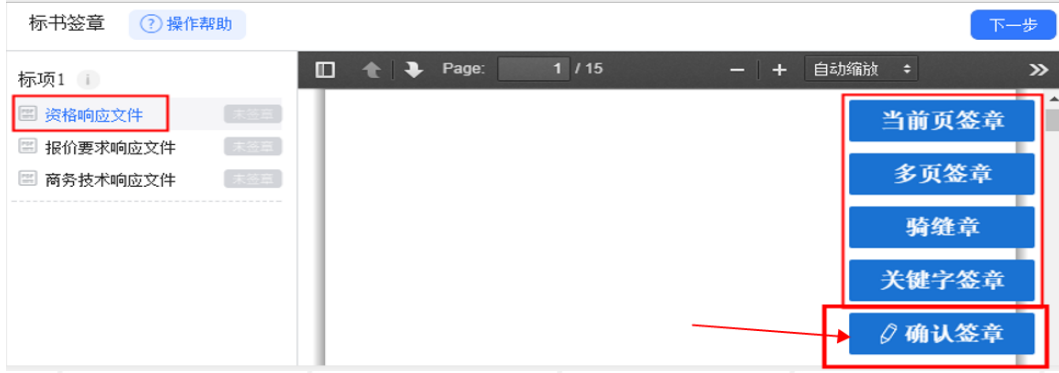 标书签章 ? 操作帮助 下一步
标项1 i
Page: 1 / 15 自动缩放
资格响应文件 未签章
报价要求响应文件 未签章
商务技术响应文件 未签章
当前页签章
多页签章
骑缝章
关键字签章
确认签章